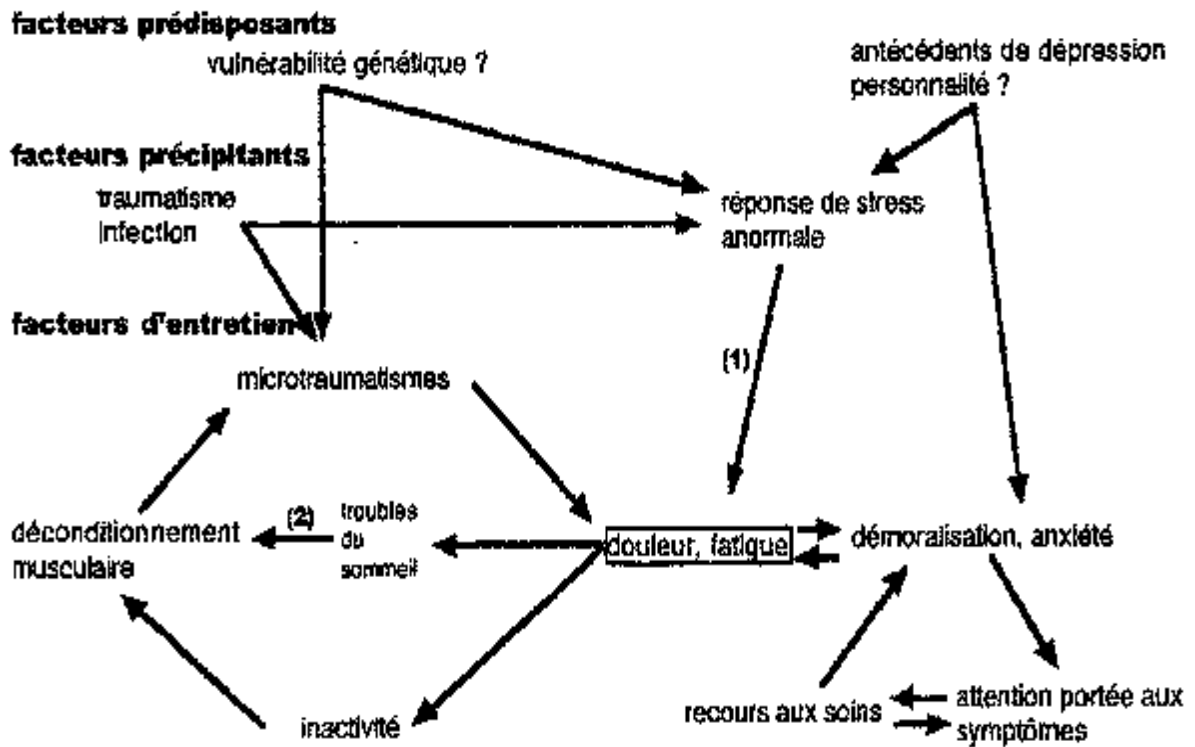 facteurs prédisposants
vulnérabilité génétique ?
antécédents de dépression
personnalité ?
facteurs précipitants
traumatisme
infection
réponse de stress
anormale
facteurs d'entretien
(1)
microtraumatismes
déconditionnement
musculaire
(2)
troubles
du
sommeil
douleur, fatigue
démoralisation, anxiété
inactivité
recours aux soins
attention portée aux
symptômes